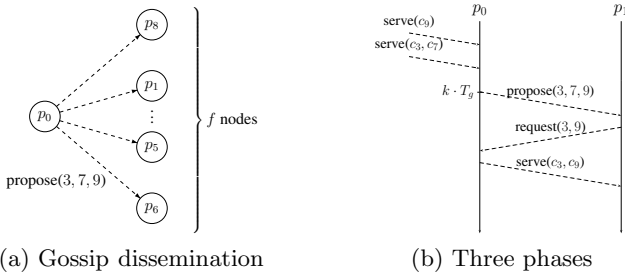 p8
p1
⋮
p0
f nodes
p5
propose(3, 7, 9)
p6
(a) Gossip dissemination
p0
p1
serve(c9)
serve(c3, c7)
k · Tg
propose(3, 7, 9)
request(3, 9)
serve(c3, c9)
(b) Three phases